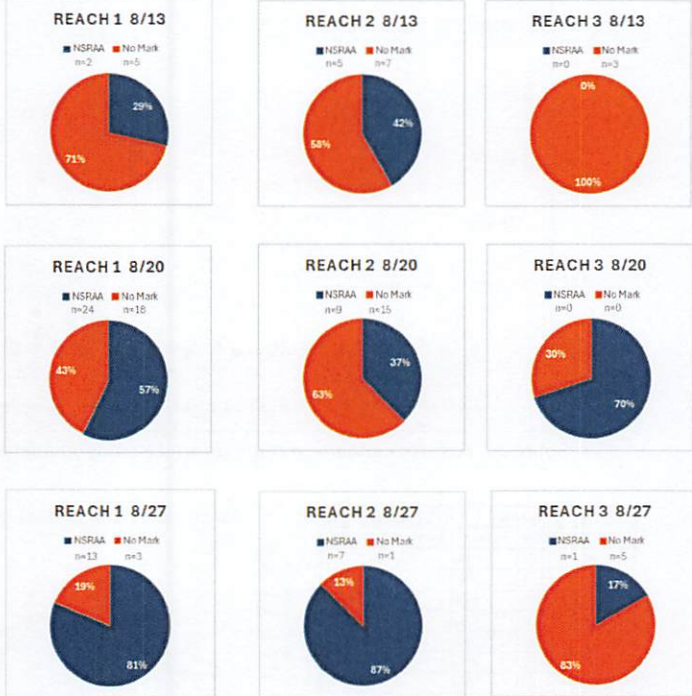 REACH 1 8/13
NSRAA No Mark
n=2 n=5
29%
71%
REACH 2 8/13
NSRAA No Mark
n=5 n=7
42%
58%
REACH 3 8/13
NSRAA No Mark
n=0 n=3
0%
100%
REACH 1 8/20
NSRAA No Mark
n=24 n=18
43%
57%
REACH 2 8/20
NSRAA No Mark
n=9 n=15
37%
63%
REACH 3 8/20
NSRAA No Mark
n=0 n=0
30%
70%
REACH 1 8/27
NSRAA No Mark
n=13 n=3
19%
81%
REACH 2 8/27
NSRAA No Mark
n=7 n=1
13%
87%
REACH 3 8/27
NSRAA No Mark
n=1 n=5
17%
83%